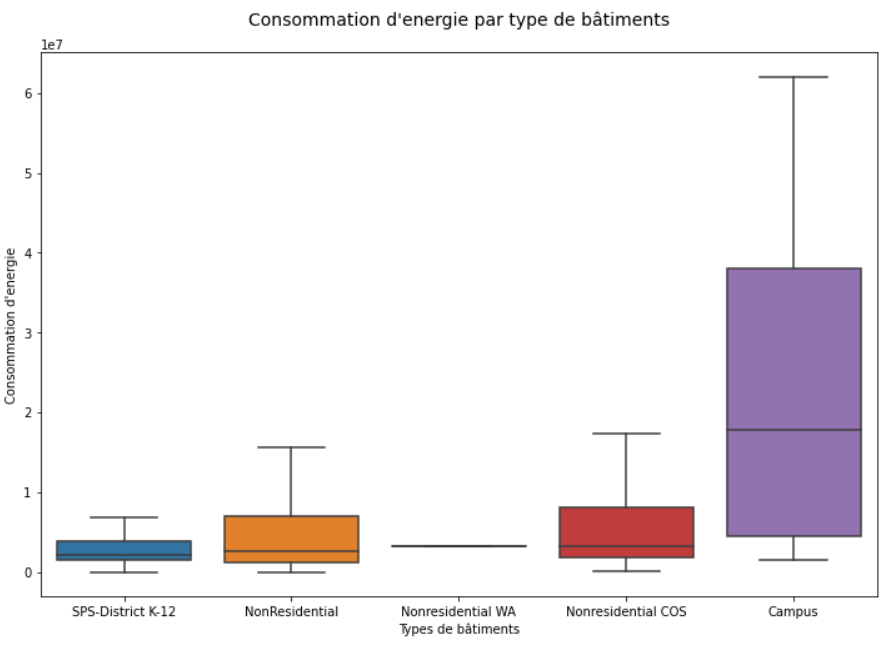 Consommation d'energie par type de bâtiments
1e7
6
5
4
3
2
1
0
Consommation d'energie
SPS-District K-12 NonResidential Nonresidential WA Nonresidential COS Campus
Types de bâtiments